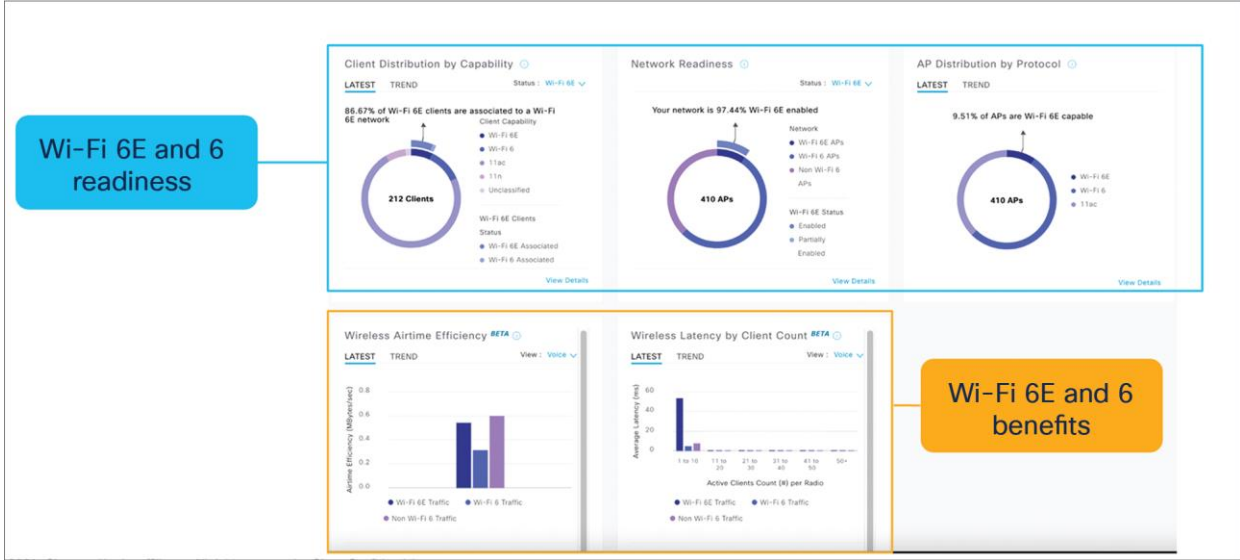 Wi-Fi 6E and 6
readiness
Client Distribution by Capability
LATEST TREND
Status : Wi-Fi 6E
86.67% of Wi-Fi 6E clients are associated to a Wi-Fi
6E network
Client Capability
Wi-Fi 6E
Wi-Fi 6
11ac
11n
Unclassified
212 Clients
Wi-Fi 6E Clients
Status
Wi-Fi 6E Associated
Wi-Fi 6 Associated
View Details
Network Readiness
Status : Wi-Fi 6E
Your network is 97.44% Wi-Fi 6E enabled
Network
Wi-Fi 6E APs
Wi-Fi 6 APs
Non Wi-Fi 6
APs
410 APs
Wi-Fi 6E Status
Enabled
Partially
Enabled
View Details
AP Distribution by Protocol
LATEST TREND
9.51% of APs are Wi-Fi 6E capable
410 APs
Wi-Fi 6E
Wi-Fi 6
11ac
View Details
Wireless Airtime Efficiency BETA
LATEST TREND
View : Voice
Airtime Efficiency (MBytes/sec)
0.8
0.6
0.4
0.2
0.0
Wi-Fi 6E Traffic Wi-Fi 6 Traffic
Non Wi-Fi 6 Traffic
Wireless Latency by Client Count BETA
LATEST TREND
View : Voice
Average Latency (ms)
60
40
20
0
1 to 10 11 to 20 21 to 30 31 to 40 41 to 50 50+
Active Clients Count (#) per Radio
Wi-Fi 6E Traffic Wi-Fi 6 Traffic
Non Wi-Fi 6 Traffic
Wi-Fi 6E and 6
benefits